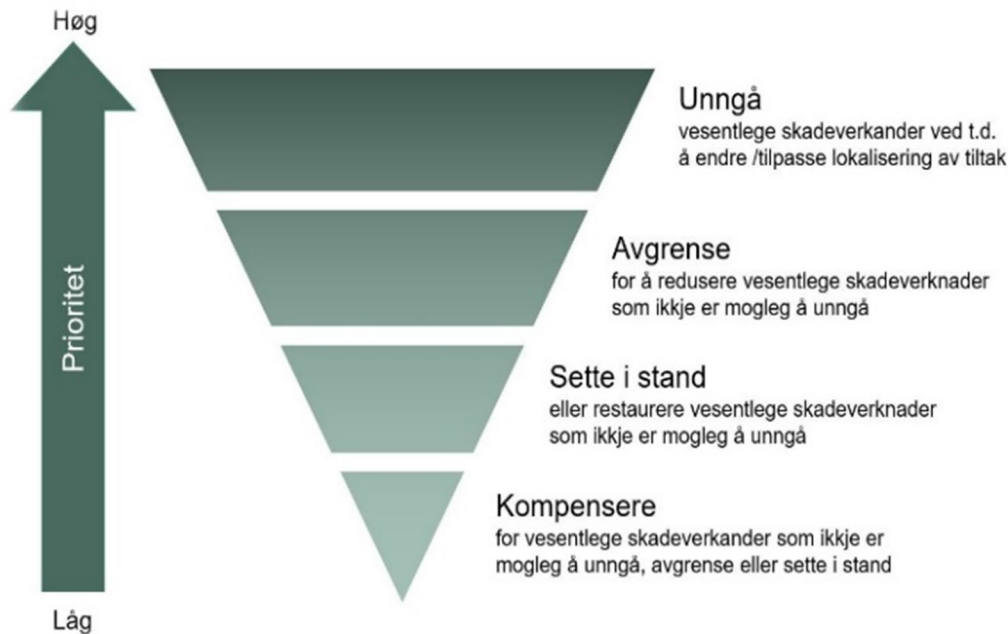 Høg
Prioritet
Låg
Unngå
vesentlege skadeverkander ved t.d.
å endre /tilpasse lokalisering av tiltak
Avgrense
for å redusere vesentlege skadeverknader
som ikkje er mogleg å unngå
Sette i stand
eller restaurere vesentlege skadeverknader
som ikkje er mogleg å unngå
Kompensere
for vesentlege skadeverkander som ikkje er
mogleg å unngå, avgrense eller sette i stand